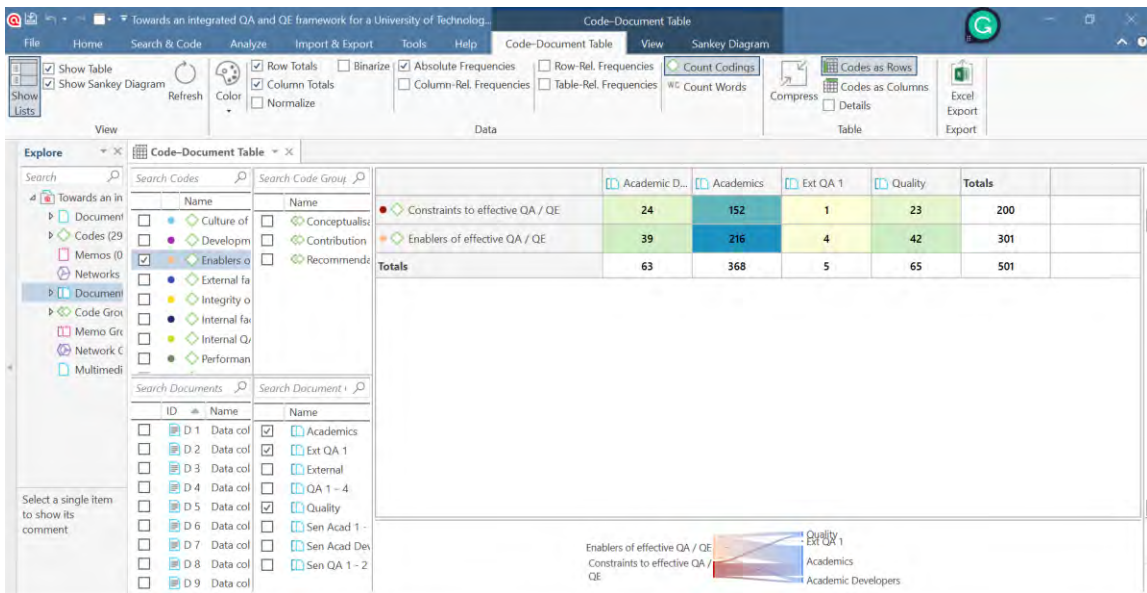 Towards an integrated QA and QE framework for a University of Technolog...
Code–Document Table
File Home Search & Code Analyze Import & Export Tools Help Code–Document Table View Sankey Diagram
Show Lists
Show Table
Show Sankey Diagram
Refresh
View
Color
Row Totals
Column Totals
Normalize
Binarize
Absolute Frequencies
Column-Rel. Frequencies
Row-Rel. Frequencies
Table-Rel. Frequencies
Count Codings
WC Count Words
Data
Compress
Codes as Rows
Codes as Columns
Details
Table
Excel Export
Export
Explore
Search
Towards an in
Document
Codes (29
Memos (0
Networks
Document
Code Grou
Memo Gro
Network G
Multimedi
Select a single item
to show its
comment
Code–Document Table
Search Codes
Name
Culture of
Developm
Enablers o
External fa
Integrity o
Internal fac
Internal QA
Performan
Search Code Group
Name
Conceptualisa
Contribution
Recommenda
Search Documents
ID Name
D 1 Data col
D 2 Data col
D 3 Data col
D 4 Data col
D 5 Data col
D 6 Data col
D 7 Data col
D 8 Data col
D 9 Data col
Search Document
Name
Academics
Ext QA 1
External
QA 1 – 4
Quality
Sen Acad 1 -
Sen Acad Dev
Sen QA 1 - 2
Academic D... Academics Ext QA 1 Quality Totals
Constraints to effective QA / QE 24 152 1 23 200
Enablers of effective QA / QE 39 216 4 42 301
Totals 63 368 5 65 501
Enablers of effective QA / QE
Constraints to effective QA /
QE
Quality
Ext QA 1
Academics
Academic Developers